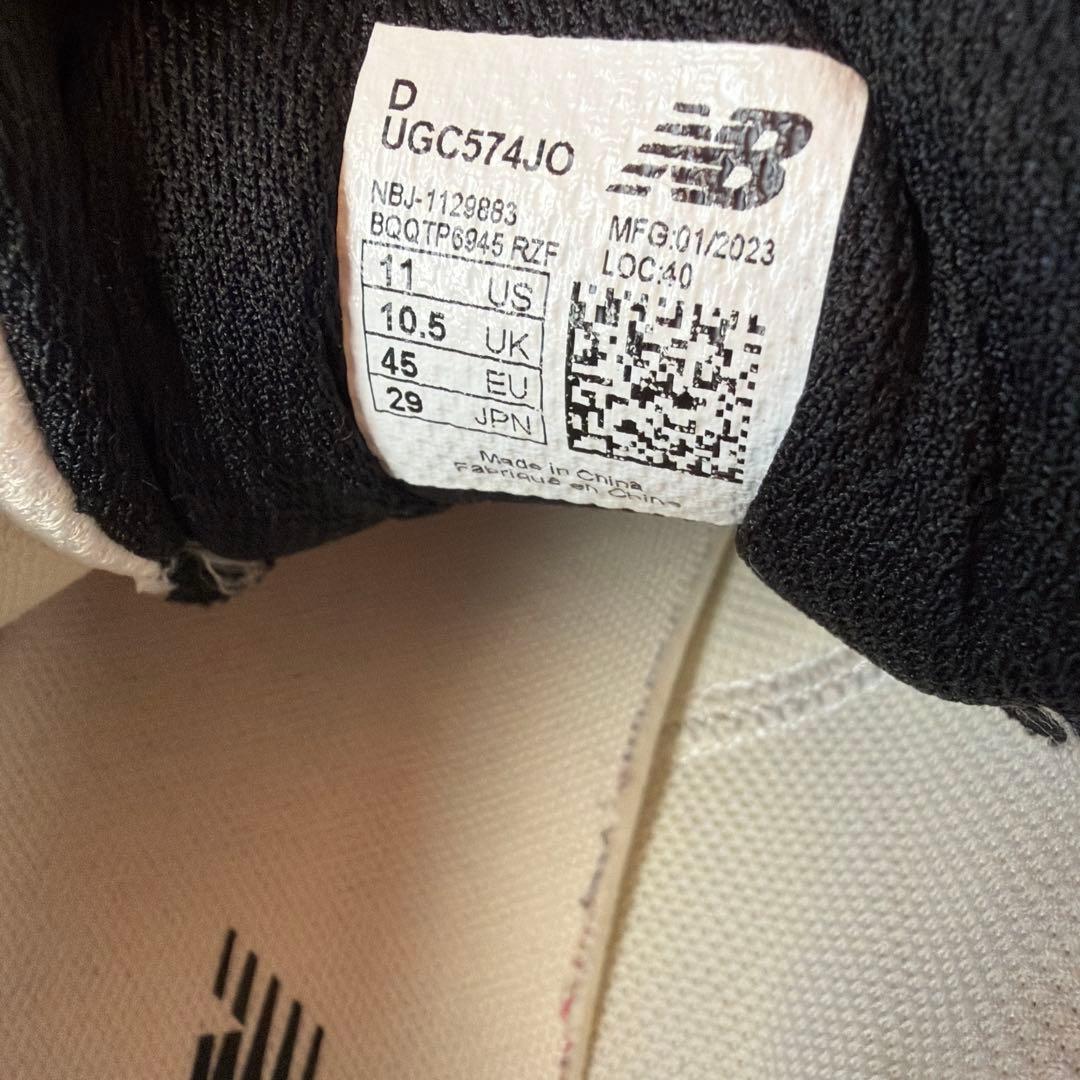 D
UGC574JO
NB
NBJ-1129883
BQQTP6945 RZF
MFG:01/2023
LOC:40
11 US
10.5 UK
45 EU
29 JPN
Made in China
Fabriqué en Chine